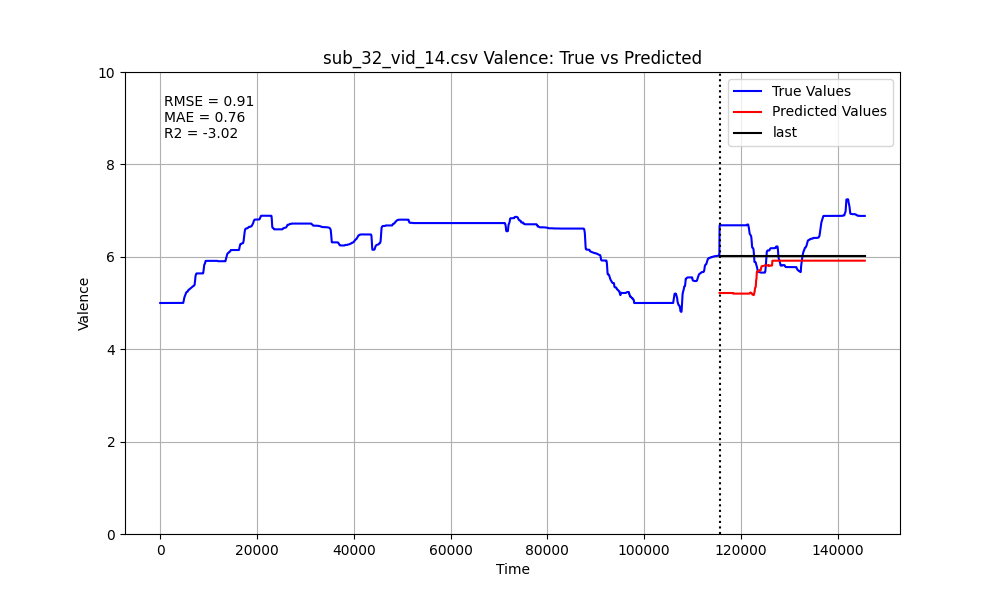 sub_32_vid_14.csv Valence: True vs Predicted
RMSE = 0.91
MAE = 0.76
R2 = -3.02
True Values
Predicted Values
last
Valence
10
8
6
4
2
0
0
20000
40000
60000
80000
100000
120000
140000
Time